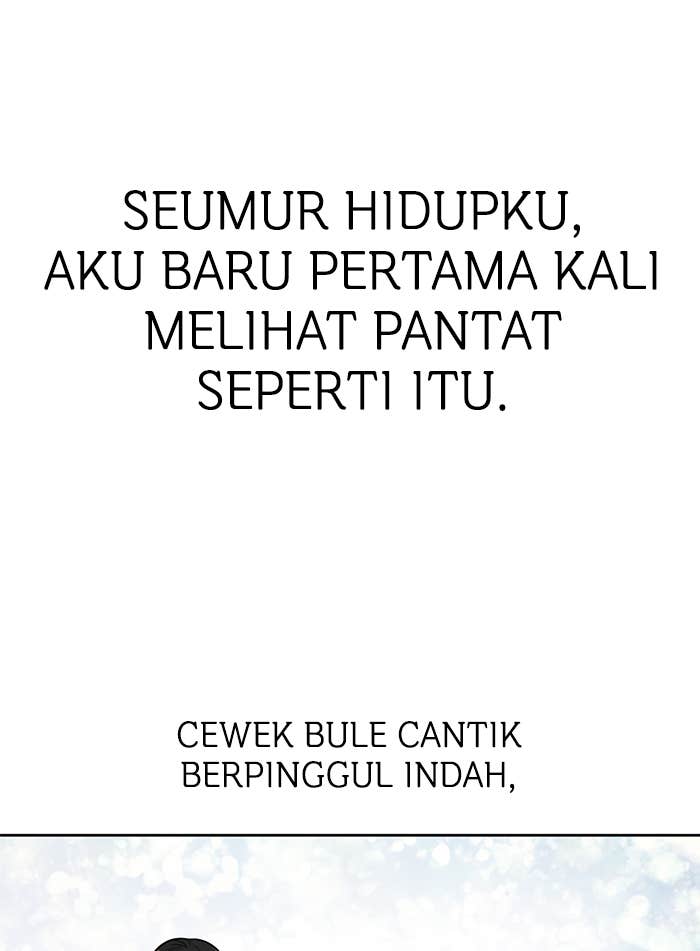 SEUMUR HIDUPKU,
AKU BARU PERTAMA KALI
MELIHAT PANTAT
SEPERTI ITU.
CEWEK BULE CANTIK
BERPINGGUL INDAH,